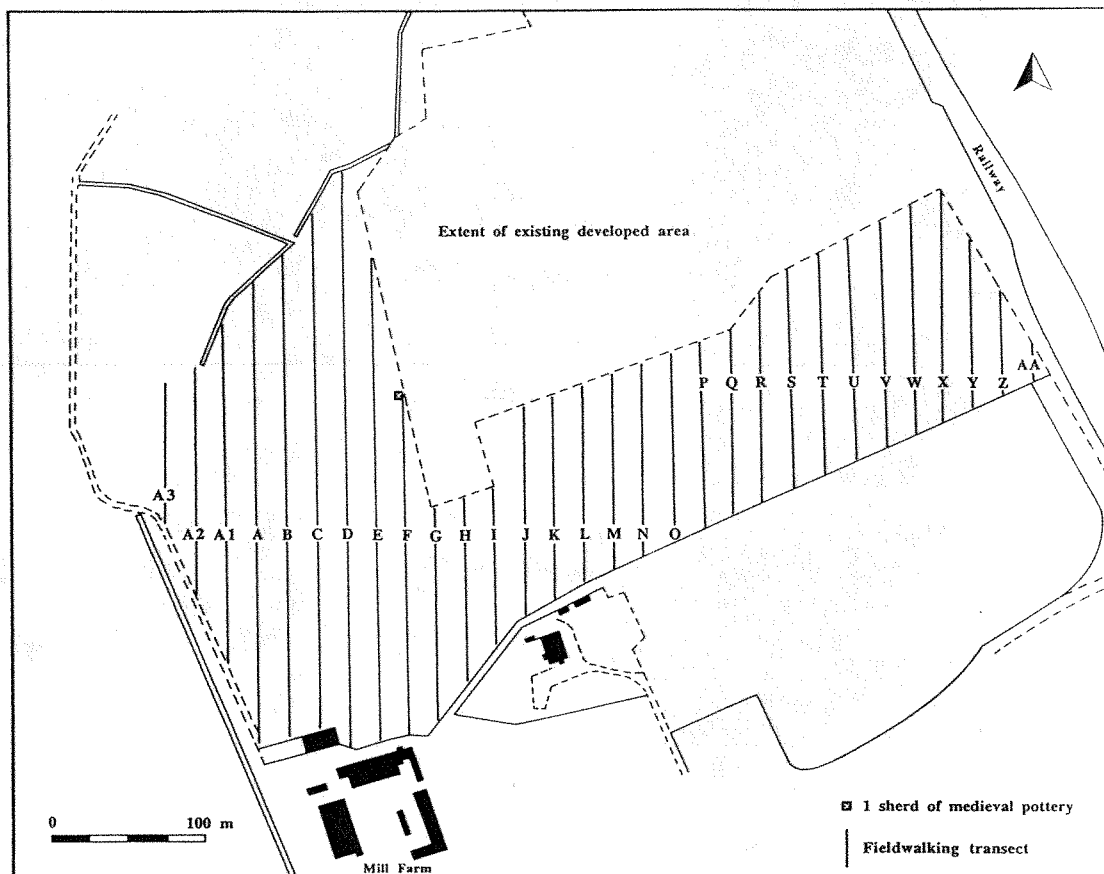 Railway
Extent of existing developed area
P Q R S T U V W X Y Z AA
A3
A2 A1 A B C D E F G H I J K L M N O
1 sherd of medieval pottery
0 100 m
Fieldwalking transect
Mill Farm